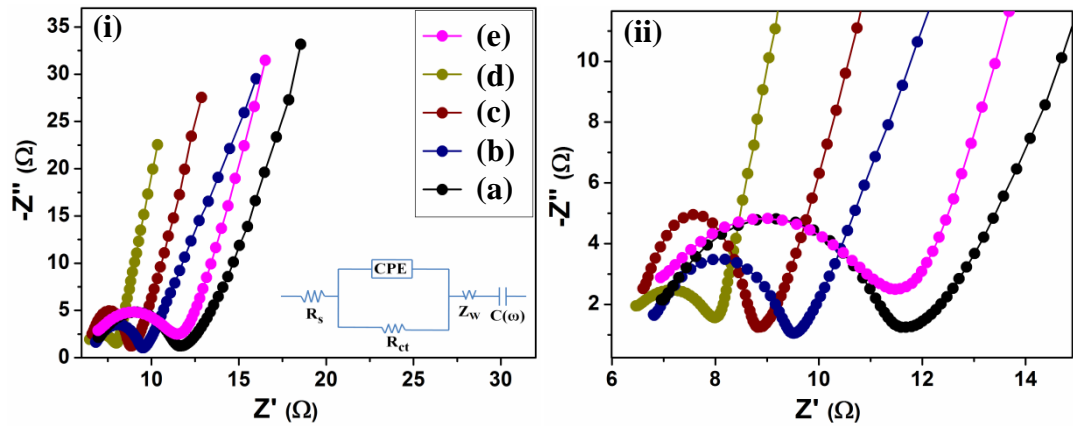 (i)
-Z'' (Ω)
35
30
25
20
15
10
5
0
10 15 20 25 30
Z' (Ω)
(e)
(d)
(c)
(b)
(a)
CPE
Rs
Rct
Zw
C(ω)
(ii)
-Z'' (Ω)
10
8
6
4
2
6 8 10 12 14
Z' (Ω)